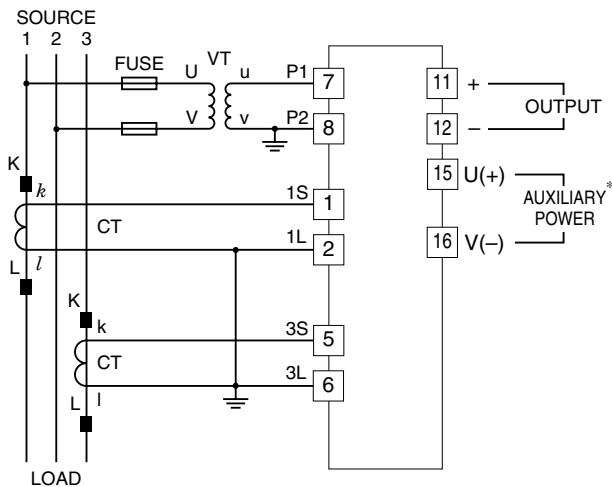 SOURCE
1 2 3
FUSE
U VT u P1 7
V v P2 8
11 +
OUTPUT
12 −
15 U(+)
AUXILIARY*
POWER
16 V(−)
K
k 1S 1
CT
L l 1L 2
K
k 3S 5
CT
L l 3L 6
LOAD